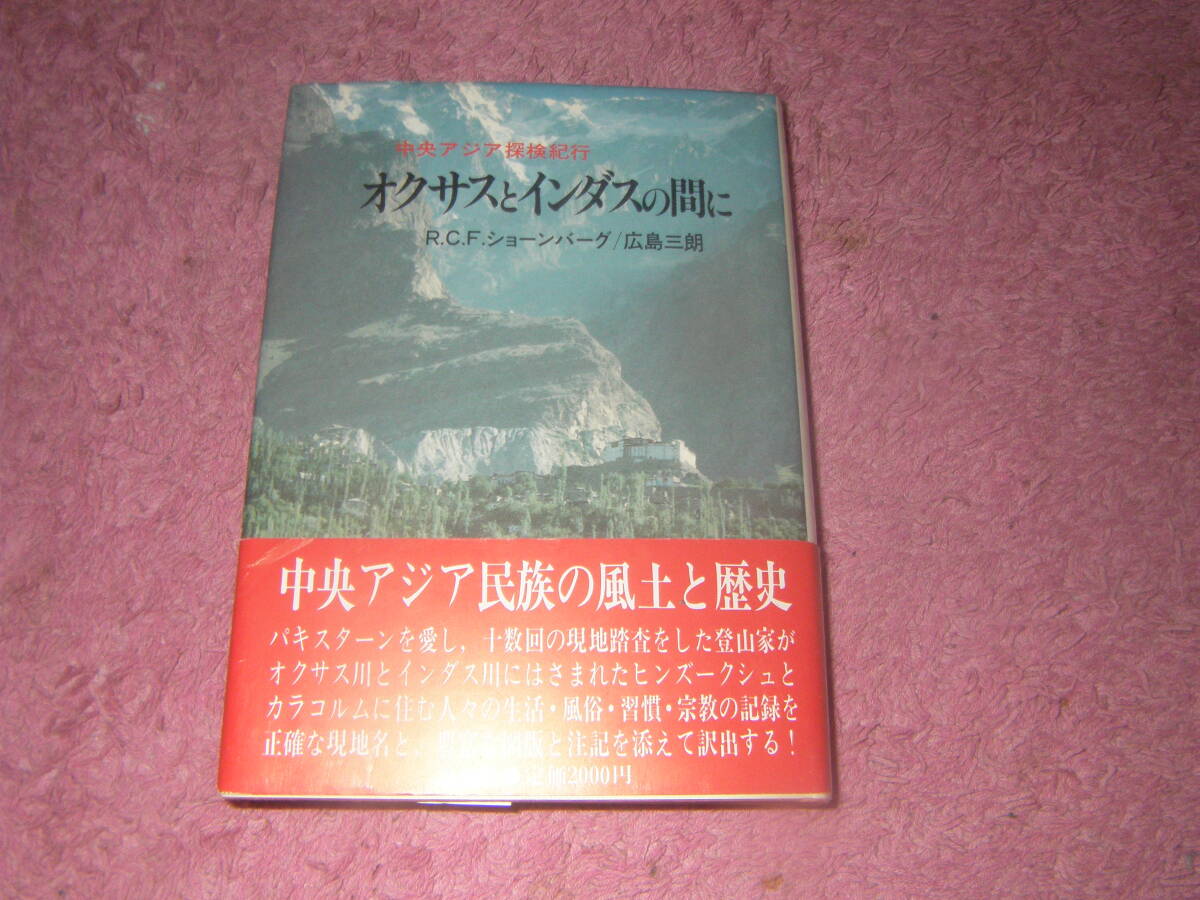 中央アジア探検紀行
オクサスとインダスの間に
R.C.F.ショーンバーグ/広島三朗
中央アジア民族の風土と歴史
パキスターンを愛し,十数回の現地踏査をした登山家が
オクサス川とインダス川にはさまれたヒンズークシュと
カラコルムに住む人々の生活・風俗・習慣・宗教の記録を
正確な現地名と、図版と注記を添えて訳出する!
定価2000円